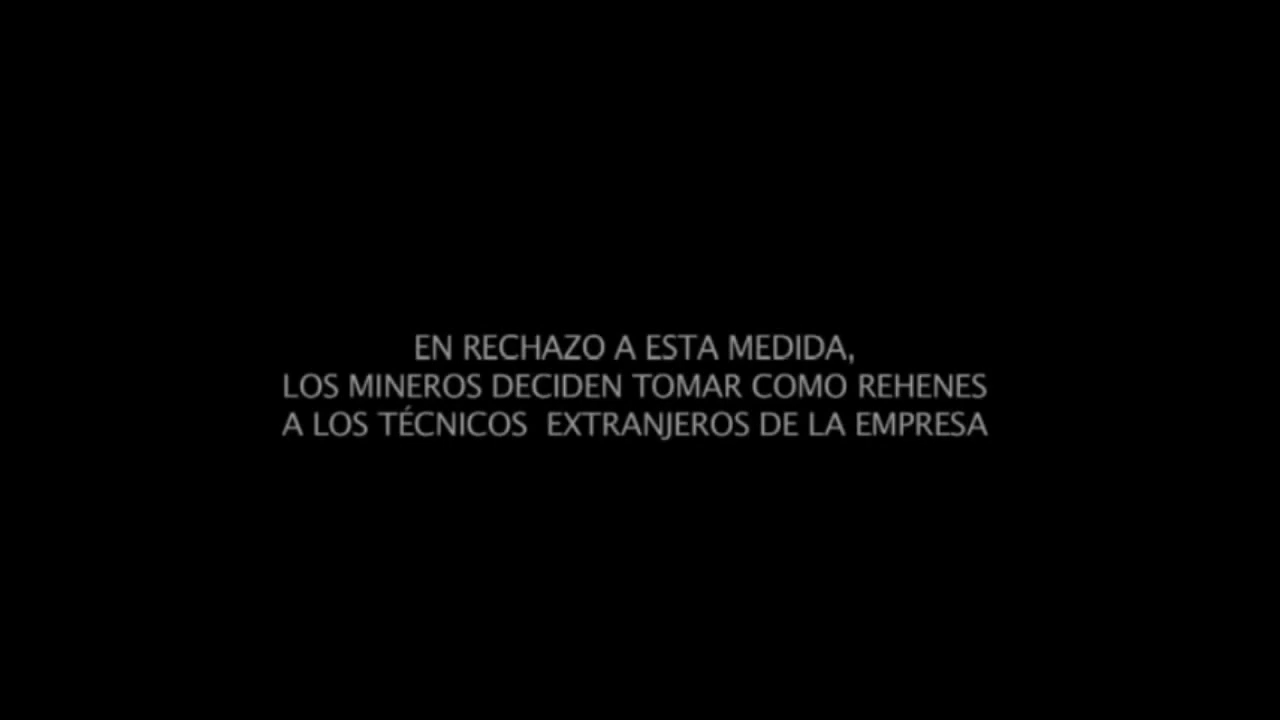 EN RECHAZO A ESTA MEDIDA,
LOS MINEROS DECIDEN TOMAR COMO REHENES
A LOS TÉCNICOS  EXTRANJEROS DE LA EMPRESA